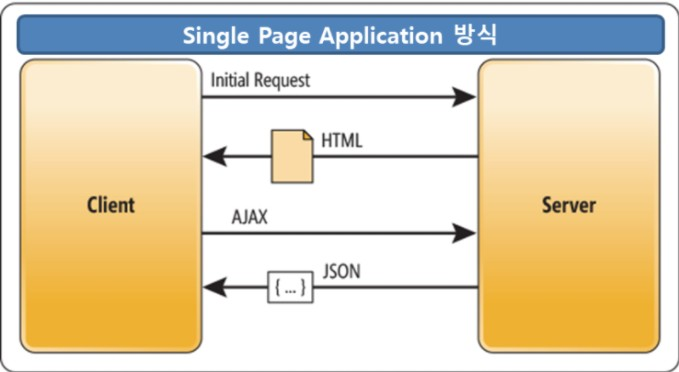 Single Page Application 방식
Initial Request
HTML
Client
Server
AJAX
JSON
{ ... }